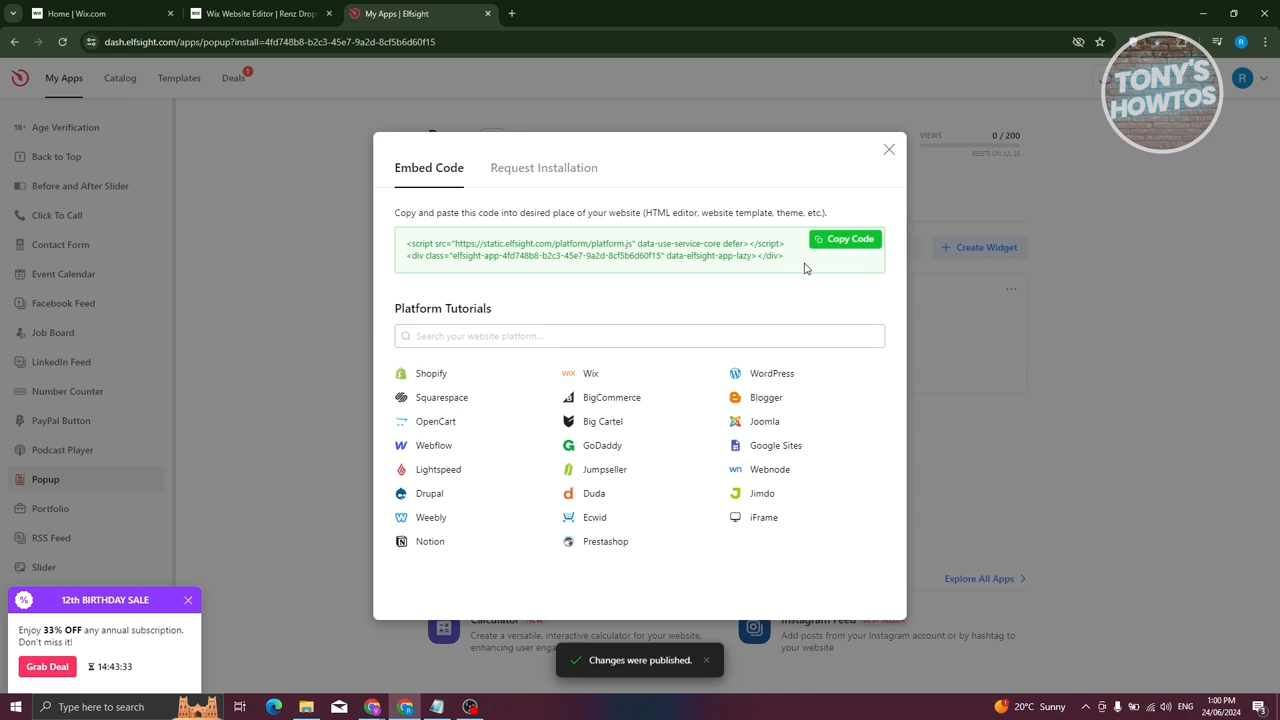 Home | Wix.com
Wix Website Editor | Renz Drop
My Apps | Elfsight
dash.elfsight.com/apps/popup?install=4fd748b8-b2c3-45e7-9a2d-8cf5b6d60f15
R
My Apps
Catalog
Templates
Deals
1
R
TONY'S
HOWTOS
18+ Age Verification
Back to Top
Before and After Slider
Click To Call
Contact Form
Event Calendar
Facebook Feed
Job Board
LinkedIn Feed
Number Counter
PayPal Button
Podcast Player
Popup
Portfolio
RSS Feed
Slider
VIEWS 0 / 200
RESETS ON JUL 25
+ Create Widget
Embed Code
Request Installation
Copy and paste this code into desired place of your website (HTML editor, website template, theme, etc.).
<script src="https://static.elfsight.com/platform/platform.js" data-use-service-core defer></script>
<div class="elfsight-app-4fd748b8-b2c3-45e7-9a2d-8cf5b6d60f15" data-elfsight-app-lazy></div>
Copy Code
Platform Tutorials
Search your website platform...
Shopify
Wix
WordPress
Squarespace
BigCommerce
Blogger
OpenCart
Big Cartel
Joomla
Webflow
GoDaddy
Google Sites
Lightspeed
Jumpseller
Webnode
Drupal
Duda
Jimdo
Weebly
Ecwid
iFrame
Notion
Prestashop
Explore All Apps
Calculator NEW
Create a versatile, interactive calculator for your website,
enhancing user
Instagram Feed
Add posts from your Instagram account or by hashtag to
your website
12th BIRTHDAY SALE
Enjoy 33% OFF any annual subscription.
Don't miss it!
Grab Deal
14:43:33
Changes were published.
Type here to search
20°C Sunny
ENG
1:00 PM
24/06/2024